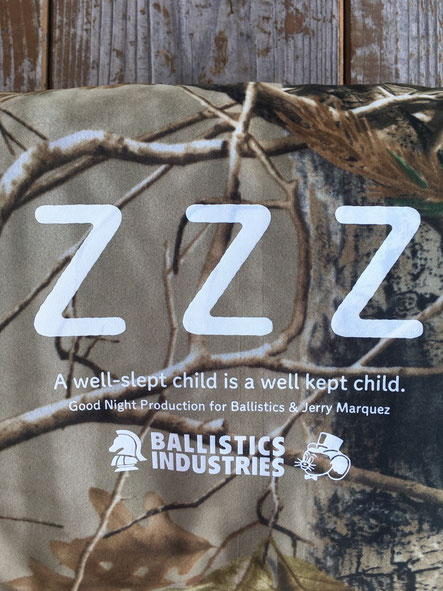 Z Z Z
A well-slept child is a well kept child.
Good Night Production for Ballistics & Jerry Marquez
BALLISTICS
INDUSTRIES